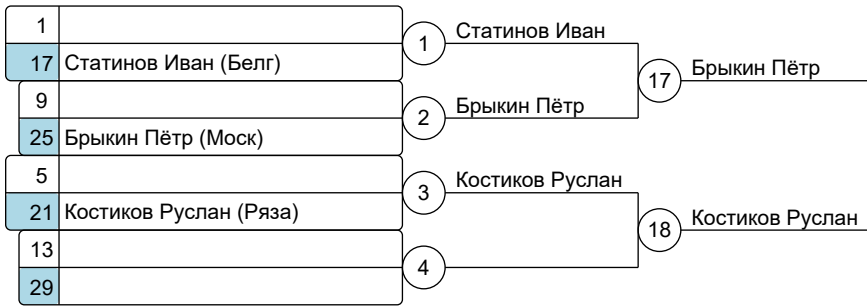 1
17 Статинов Иван (Белг)
9
25 Брыкин Пётр (Моск)
5
21 Костиков Руслан (Ряза)
13
29
1 Статинов Иван
2 Брыкин Пётр
3 Костиков Руслан
4
17 Брыкин Пётр
18 Костиков Руслан